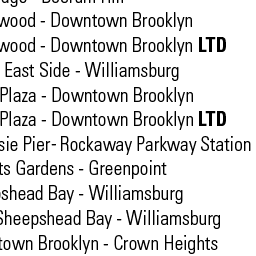 wood - Downtown Brooklyn
wood - Downtown Brooklyn LTD
East Side - Williamsburg
Plaza - Downtown Brooklyn
Plaza - Downtown Brooklyn LTD
sie Pier- Rockaway Parkway Station
ts Gardens - Greenpoint
pshead Bay - Williamsburg
Sheepshead Bay - Williamsburg
town Brooklyn - Crown Heights